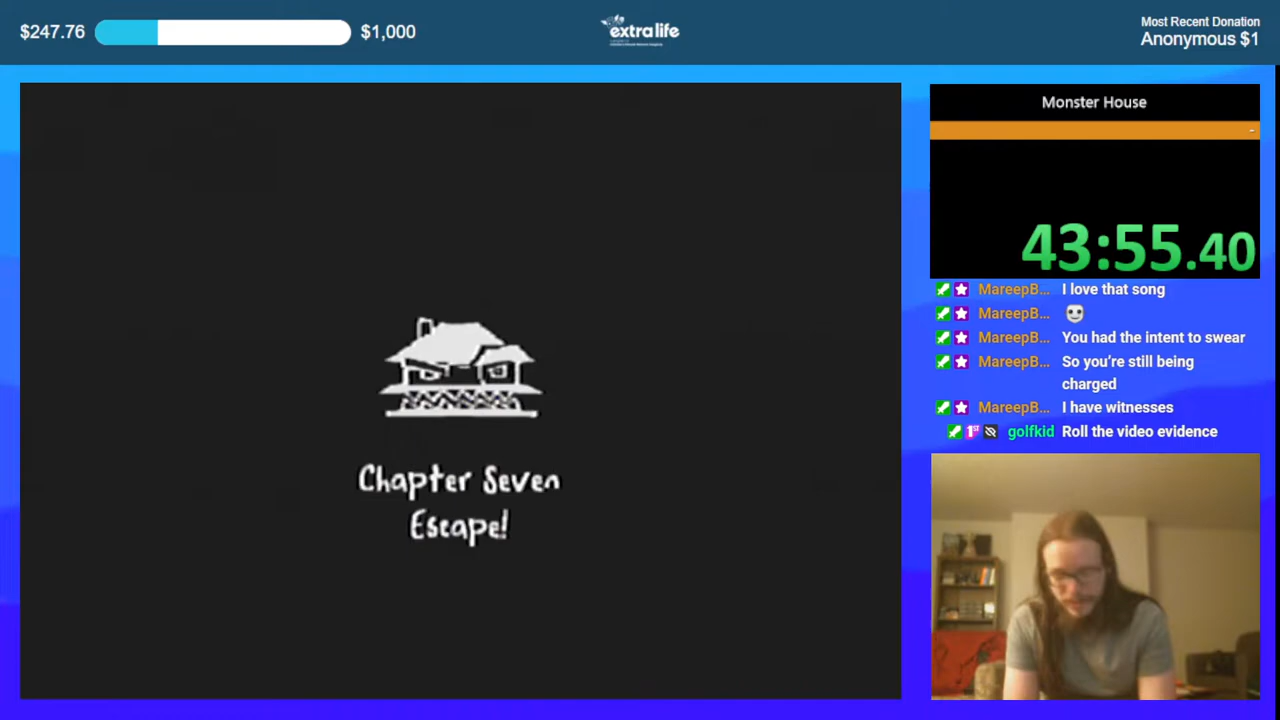 $247.76
$1,000
extralife
Most Recent Donation
Anonymous $1
Monster House
-
43:55.40
MareepB... I love that song
MareepB...
MareepB... You had the intent to swear
MareepB... So you're still being
charged
MareepB... I have witnesses
1st golfkid Roll the video evidence
Chapter Seven
Escape!